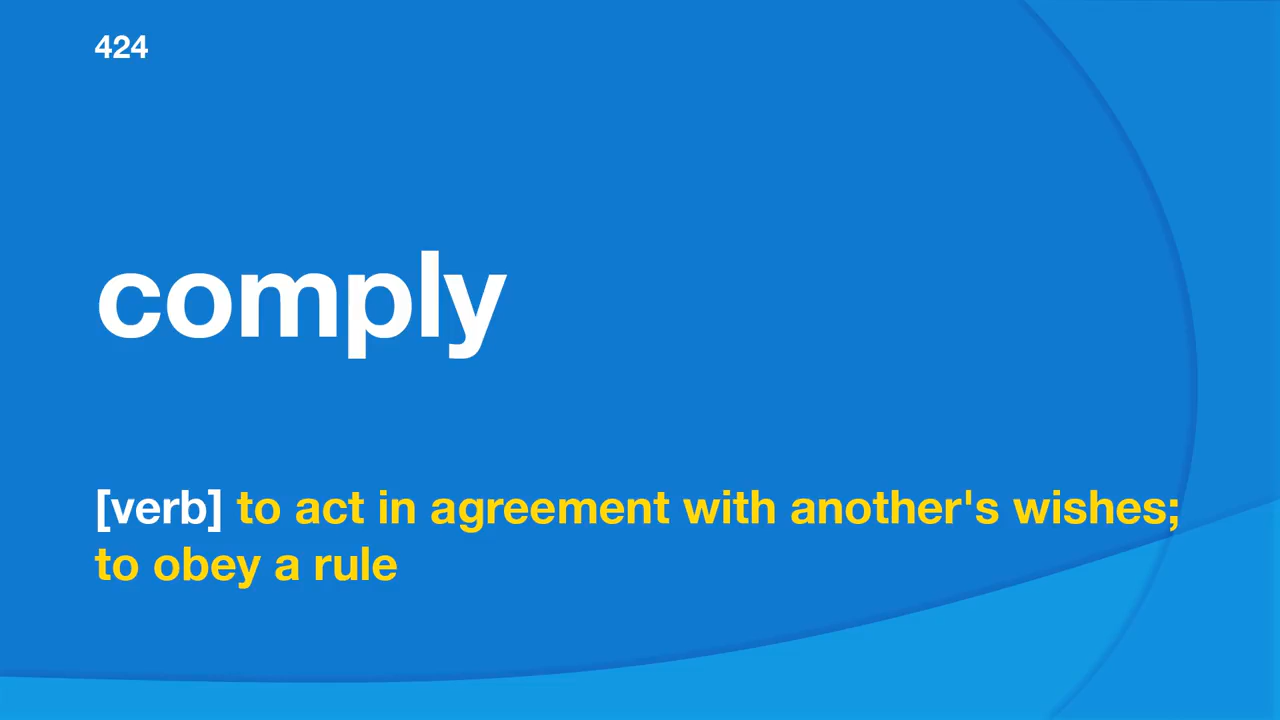 424
comply
[verb] to act in agreement with another's wishes;
to obey a rule